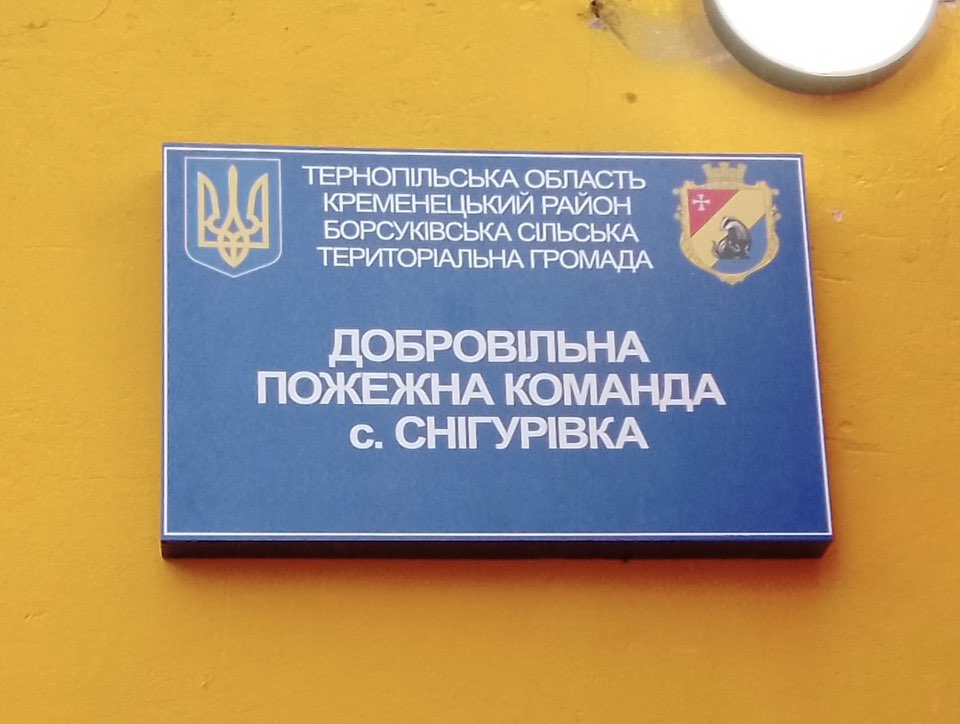 ТЕРНОПІЛЬСЬКА ОБЛАСТЬ
КРЕМЕНЕЦЬКИЙ РАЙОН
БОРСУКІВСЬКА СІЛЬСЬКА
ТЕРИТОРІАЛЬНА ГРОМАДА
ДОБРОВІЛЬНА
ПОЖЕЖНА КОМАНДА
с. СНІГУРІВКА